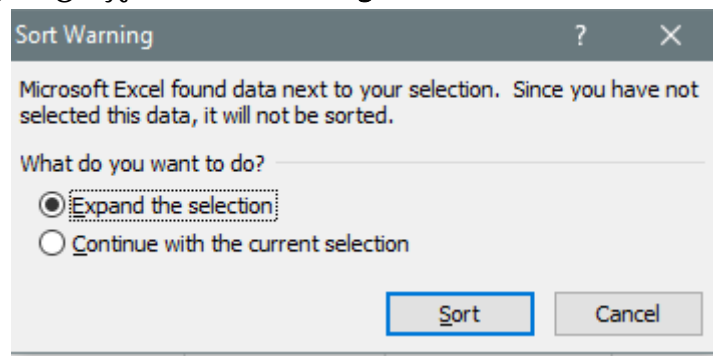 Sort Warning ? ×
Microsoft Excel found data next to your selection. Since you have not
selected this data, it will not be sorted.
What do you want to do?
Expand the selection
Continue with the current selection
Sort Cancel